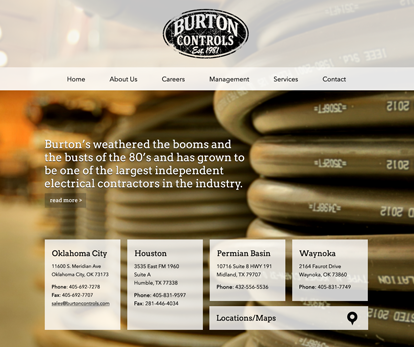 BURTON
CONTROLS
Est. 1981
Home About Us Careers Management Services Contact
Burton's weathered the booms and
the busts of the 80's and has grown to
be one of the largest independent
electrical contractors in the industry.
read more >
Oklahoma City
11600 S. Meridian Ave
Oklahoma City, OK 73173
Phone: 405-692-7278
Fax: 405-692-7707
sales@burtoncontrols.com
Houston
3535 East FM 1960
Suite A
Humble, TX 77338
Phone: 405-831-9597
Fax: 281-446-4034
Permian Basin
10716 Suite B HWY 191
Midland, TX 79707
Phone: 432-556-5536
Waynoka
2164 Faurot Drive
Waynoka, OK 73860
Phone: 405-831-7749
Locations/Maps
2012
2012